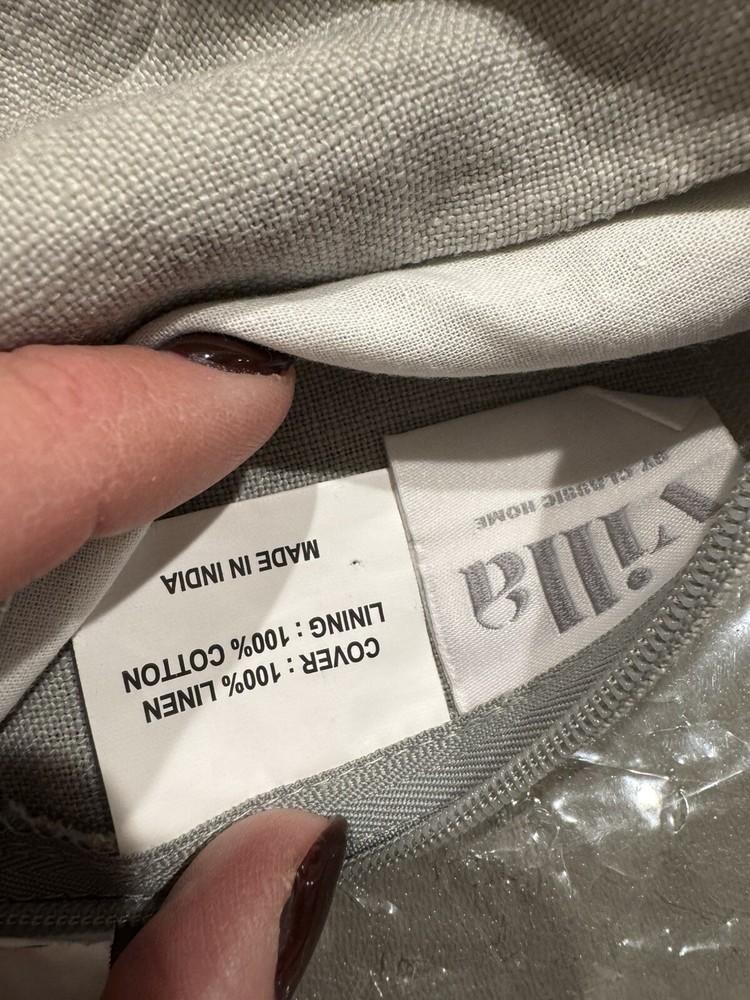 COVER : 100% LINEN
LINING : 100% COTTON
MADE IN INDIA
Villa
BY CLASSIC HOME